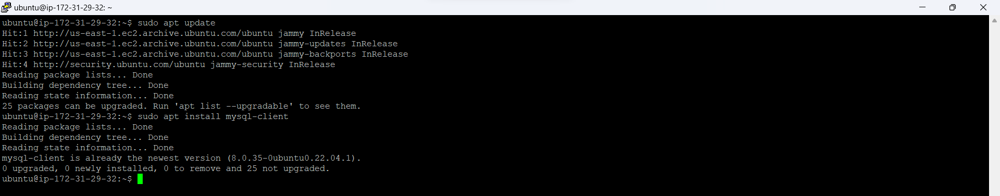 ubuntu@ip-172-31-29-32: ~
ubuntu@ip-172-31-29-32:~$ sudo apt update
Hit:1 http://us-east-1.ec2.archive.ubuntu.com/ubuntu jammy InRelease
Hit:2 http://us-east-1.ec2.archive.ubuntu.com/ubuntu jammy-updates InRelease
Hit:3 http://us-east-1.ec2.archive.ubuntu.com/ubuntu jammy-backports InRelease
Hit:4 http://security.ubuntu.com/ubuntu jammy-security InRelease
Reading package lists... Done
Building dependency tree... Done
Reading state information... Done
25 packages can be upgraded. Run 'apt list --upgradable' to see them.
ubuntu@ip-172-31-29-32:~$ sudo apt install mysql-client
Reading package lists... Done
Building dependency tree... Done
Reading state information... Done
mysql-client is already the newest version (8.0.35-0ubuntu0.22.04.1).
0 upgraded, 0 newly installed, 0 to remove and 25 not upgraded.
ubuntu@ip-172-31-29-32:~$